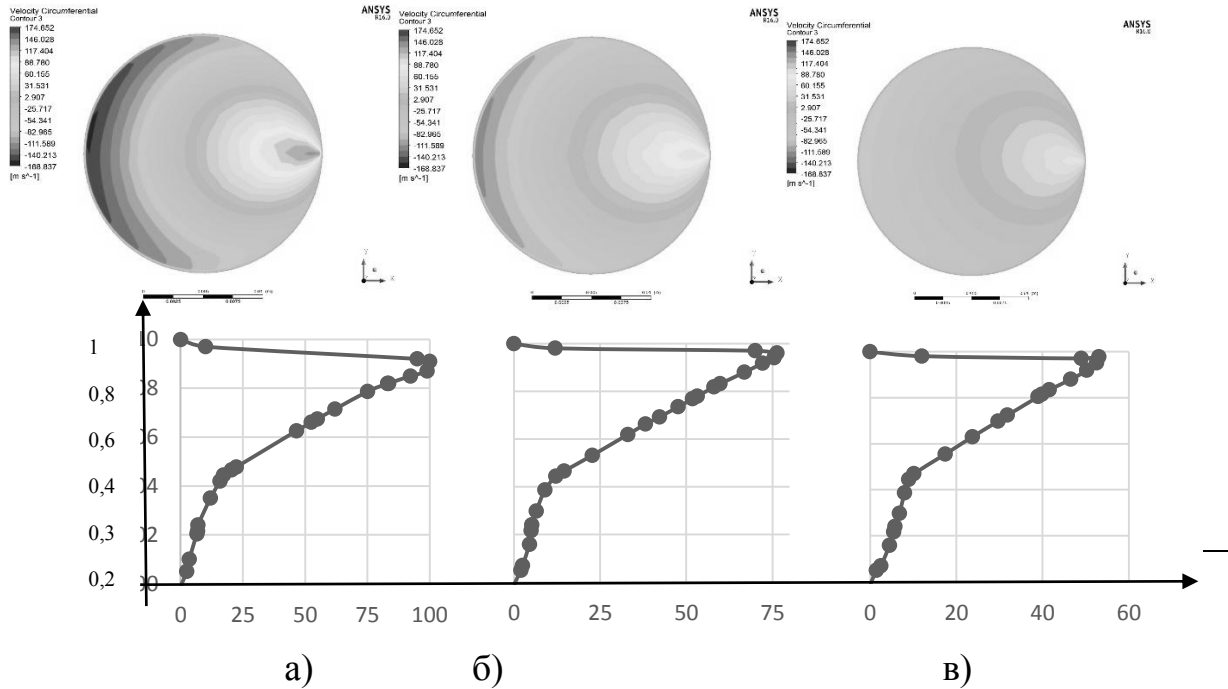 Velocity Circumferential
Contour 3
174.652
146.028
117.404
88.780
60.155
31.531
2.907
-25.717
-54.341
-82.965
-111.589
-140.213
-168.837
[m s^-1]
ANSYS
R16.0
Velocity Circumferential
Contour 3
174.652
146.028
117.404
88.780
60.155
31.531
2.907
-25.717
-54.341
-82.965
-111.589
-140.213
-168.837
[m s^-1]
ANSYS
R16.0
Velocity Circumferential
Contour 3
174.652
146.028
117.404
88.780
60.155
31.531
2.907
-25.717
-54.341
-82.965
-111.589
-140.213
-168.837
[m s^-1]
Y
X
Y
X
Y
X
1
0,8
0,6
0,4
0,3
0,2
0 25 50 75 100
0 25 50 75
0 20 40 60
а) б) в)